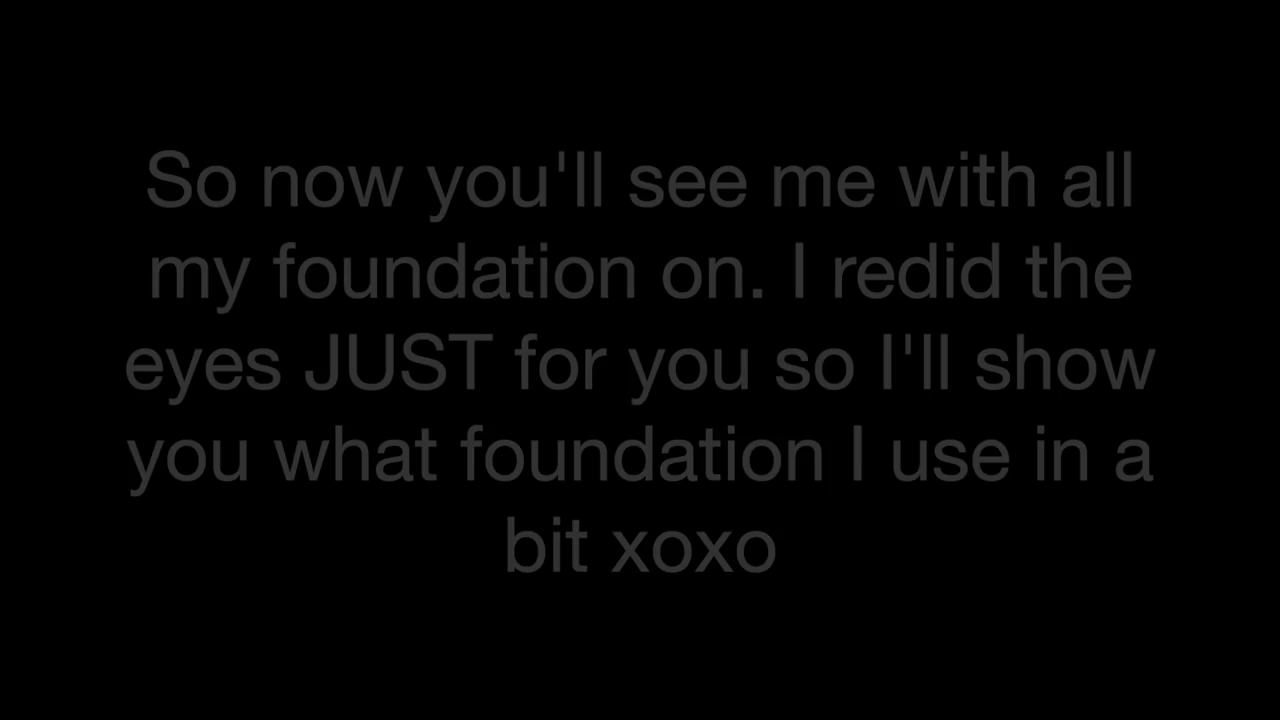 So now you'll see me with all
my foundation on. I redid the
eyes JUST for you so I'll show
you what foundation I use in a
bit xoxo